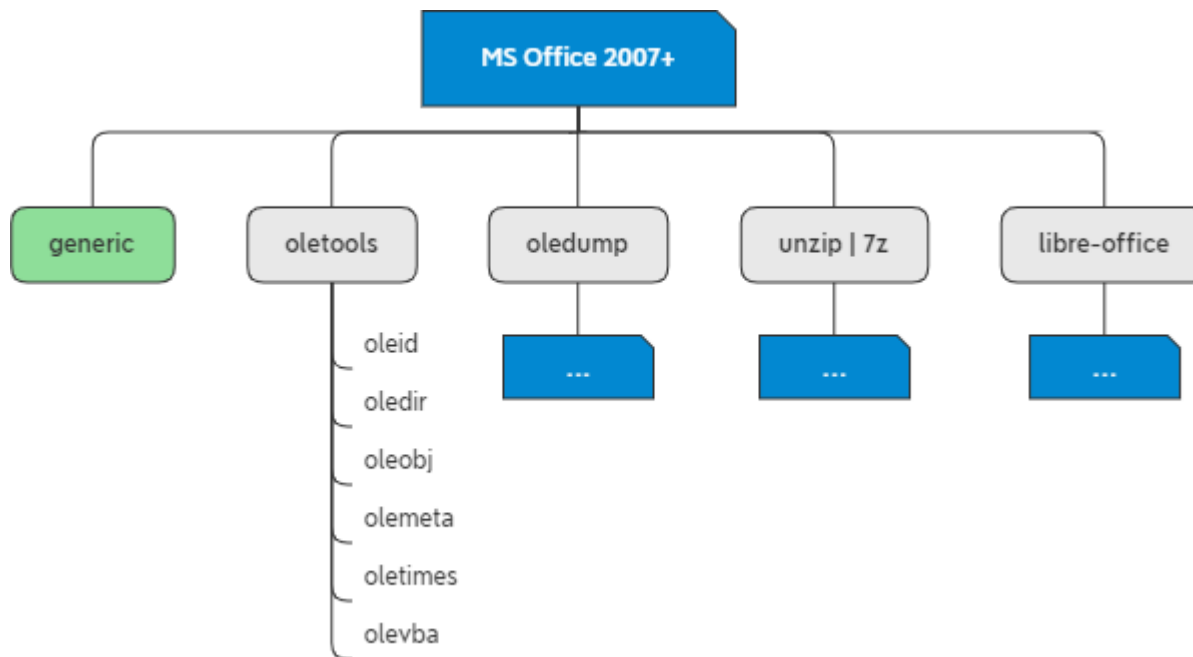 MS Office 2007+
generic
oletools
oledump
unzip | 7z
libre-office
oleid
oledir
oleobj
olemeta
oletimes
olevba
...
...
...